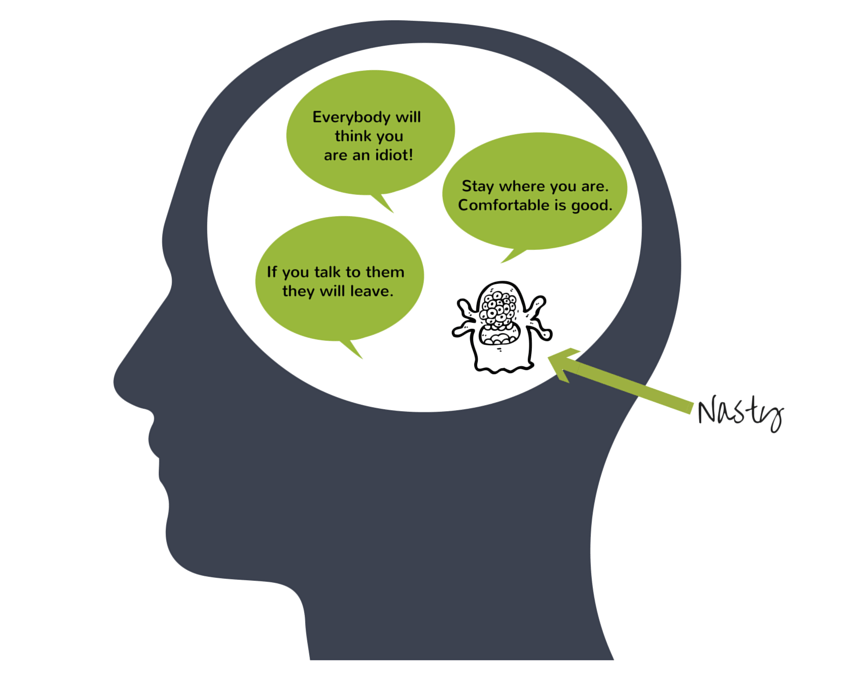 Everybody will
think you
are an idiot!
Stay where you are.
Comfortable is good.
If you talk to them
they will leave.
Nasty